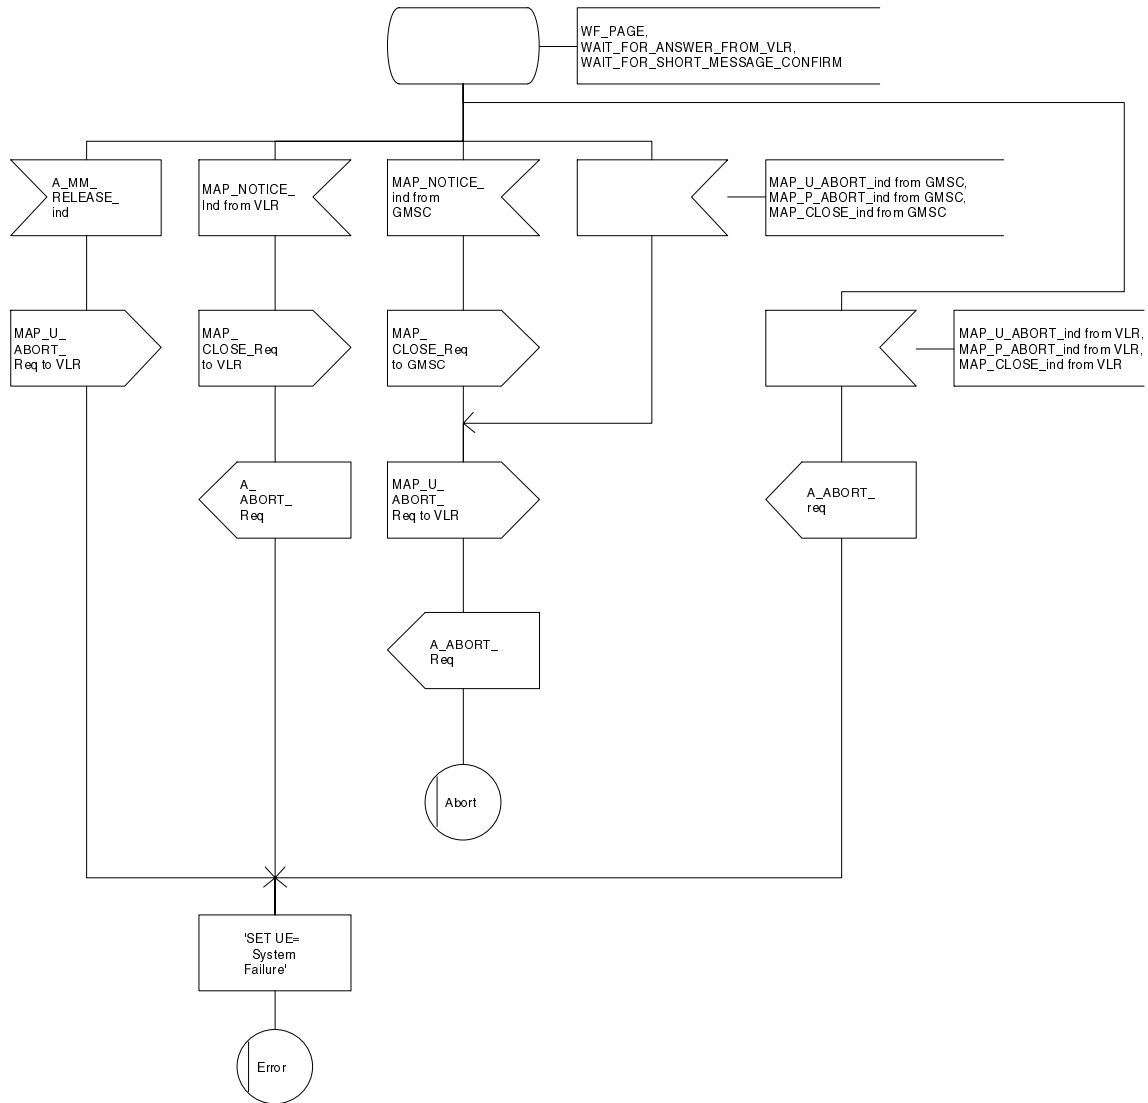 WF_PAGE,
WAIT_FOR_ANSWER_FROM_VLR,
WAIT_FOR_SHORT_MESSAGE_CONFIRM
A_MM_
RELEASE_
ind
MAP_NOTICE_
Ind from VLR
MAP_NOTICE_
ind from
GMSC
MAP_U_ABORT_ind from GMSC,
MAP_P_ABORT_ind from GMSC,
MAP_CLOSE_ind from GMSC
MAP_U_
ABORT_
Req to VLR
MAP_
CLOSE_Req
to VLR
MAP_
CLOSE_Req
to GMSC
MAP_U_ABORT_ind from VLR,
MAP_P_ABORT_ind from VLR,
MAP_CLOSE_ind from VLR
A_
ABORT_
Req
MAP_U_
ABORT_
Req to VLR
A_ABORT_
req
A_ABORT_
Req
Abort
'SET UE=
System
Failure'
Error